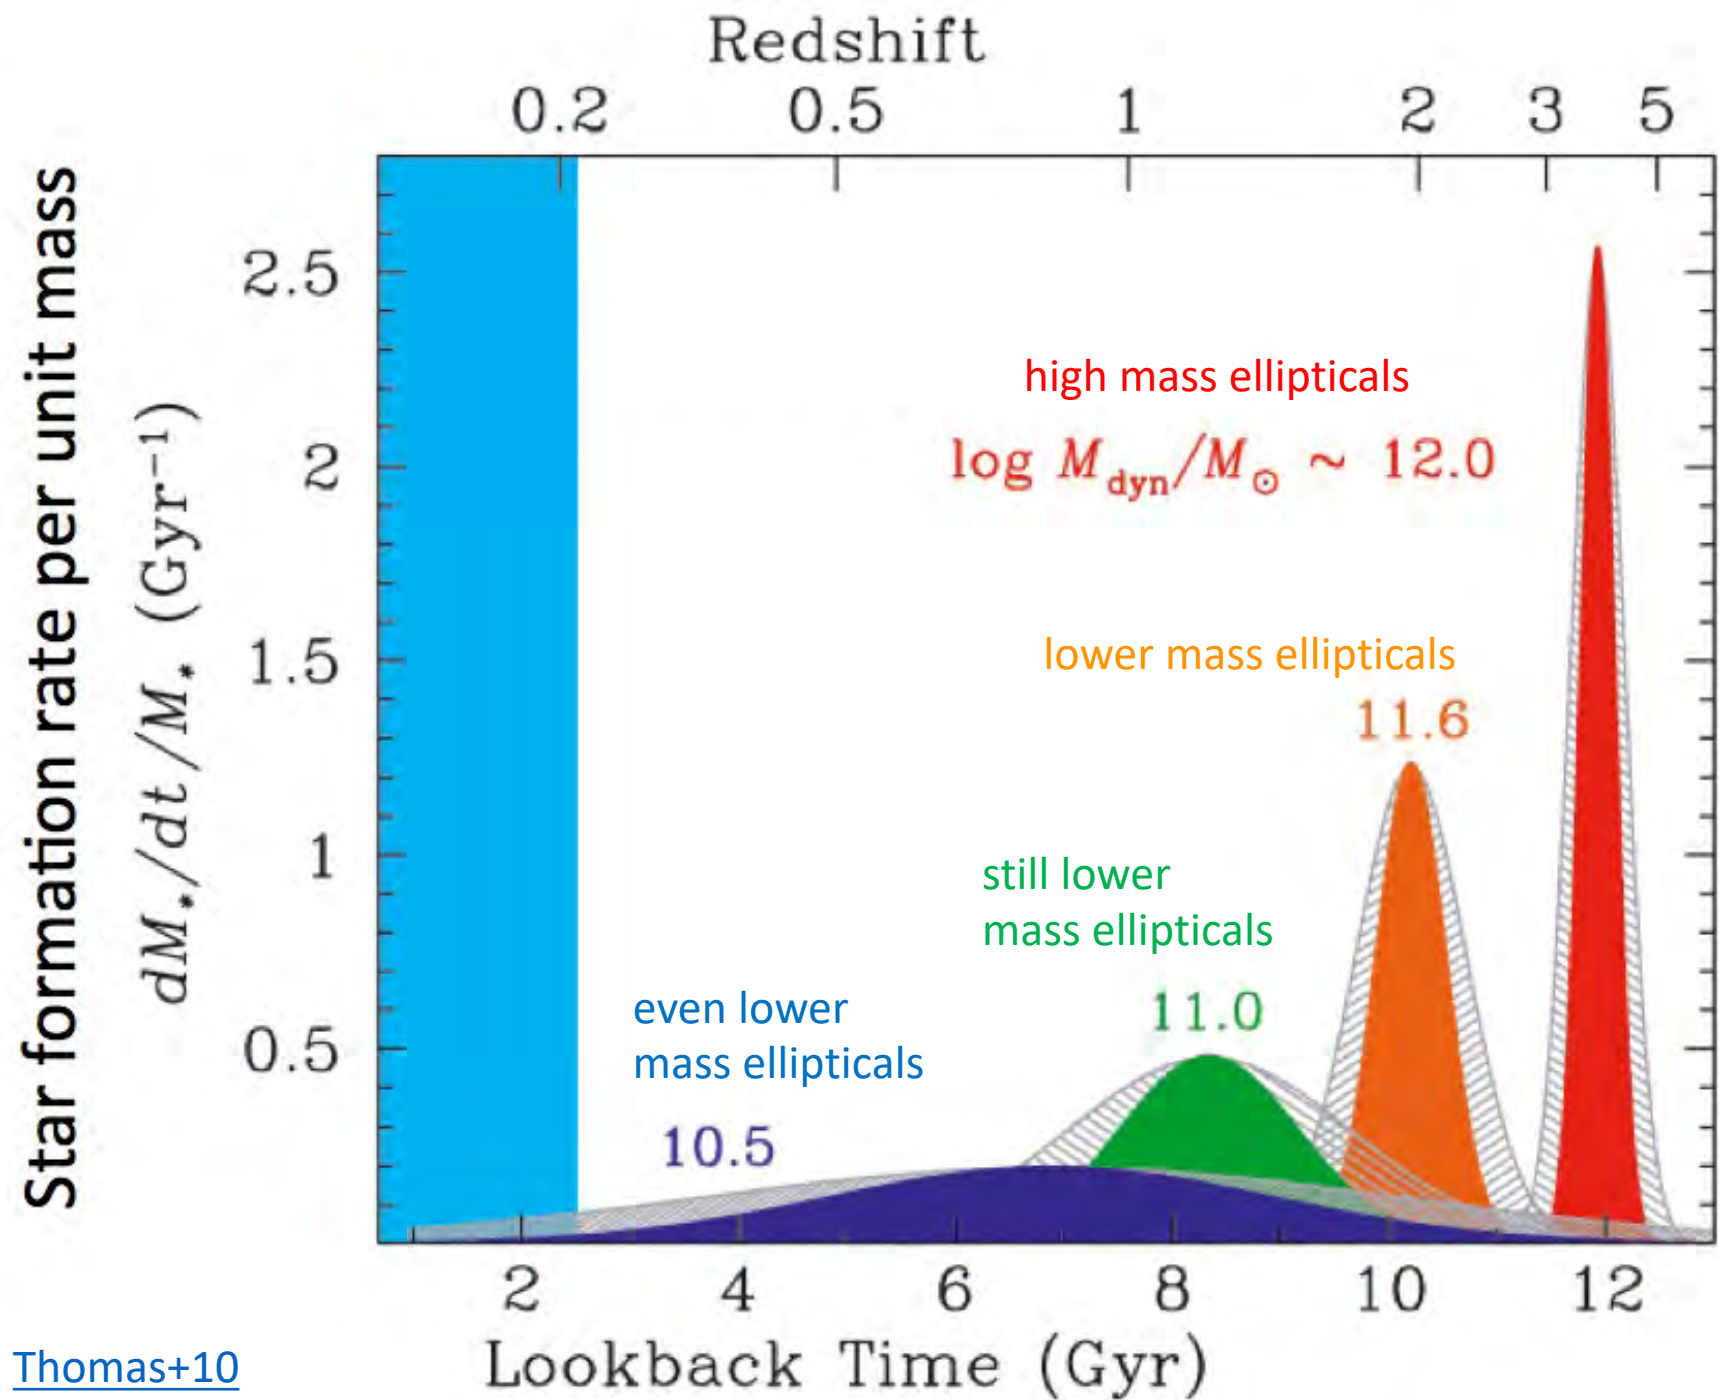 Redshift
0.2 0.5 1 2 3 5
Star formation rate per unit mass
dM⁎/dt/M⁎ (Gyr⁻¹)
2.5
2
1.5
1
0.5
high mass ellipticals
log M_dyn/M_⊙ ~ 12.0
lower mass ellipticals
11.6
still lower
mass ellipticals
11.0
even lower
mass ellipticals
10.5
2 4 6 8 10 12
Lookback Time (Gyr)
Thomas+10